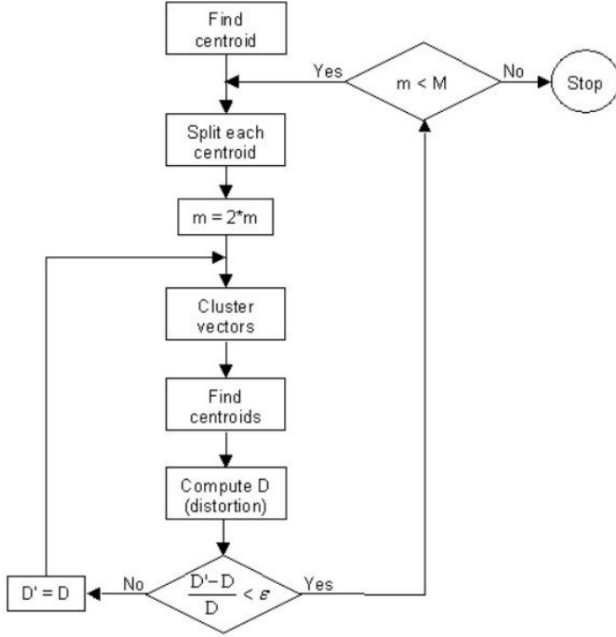 Find
centroid
Yes
m < M
No
Stop
Split each
centroid
m = 2*m
Cluster
vectors
Find
centroids
Compute D
(distortion)
D' = D
No
D'−D
D
< ε
Yes